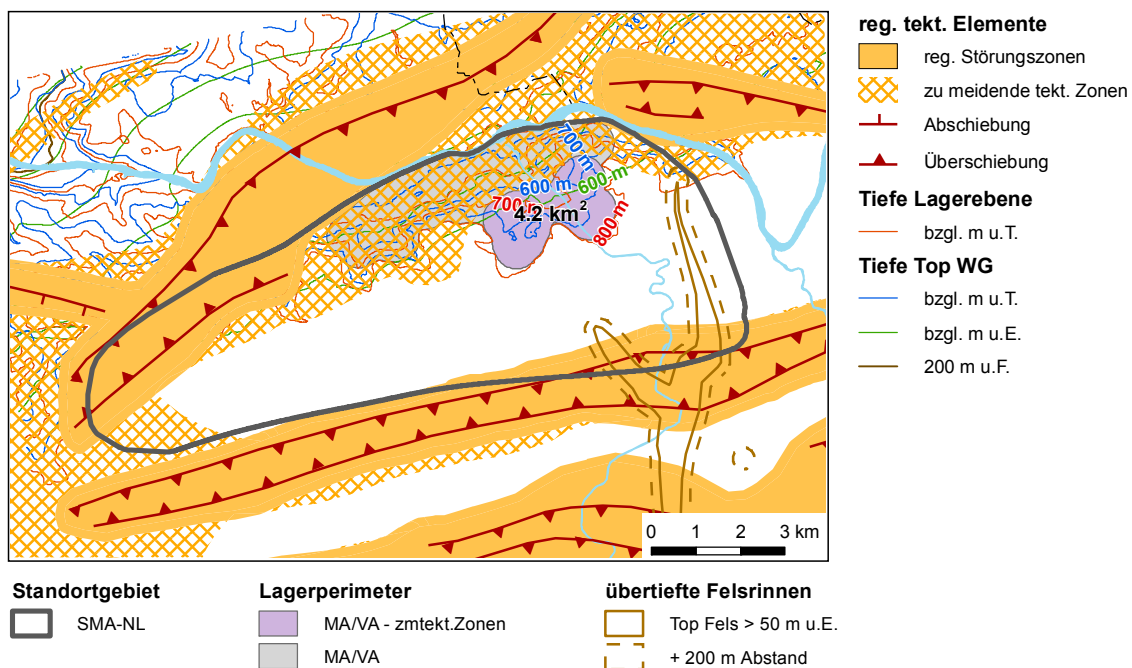 700 m
600 m
600 m
700 m
4.2 km²
800 m
0 1 2 3 km
reg. tekt. Elemente
reg. Störungszonen
zu meidende tekt. Zonen
Abschiebung
Überschiebung
Tiefe Lagerebene
bzgl. m u.T.
Tiefe Top WG
bzgl. m u.T.
bzgl. m u.E.
200 m u.F.
Standortgebiet
SMA-NL
Lagerperimeter
MA/VA - zmtekt.Zonen
MA/VA
übertiefte Felsrinnen
Top Fels > 50 m u.E.
+ 200 m Abstand